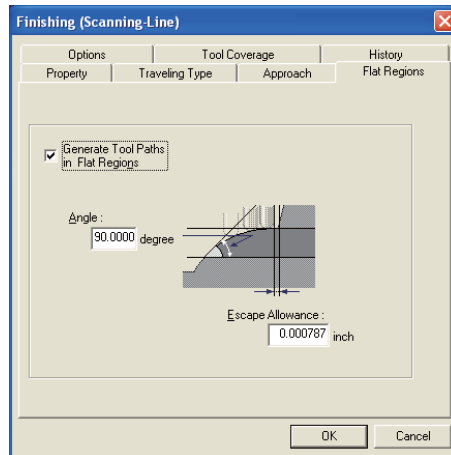 Finishing (Scanning-Line)
Options Tool Coverage History
Property Traveling Type Approach Flat Regions
Generate Tool Paths
in Flat Regions
Angle :
90.0000 degree
Escape Allowance :
0.000787 inch
OK Cancel